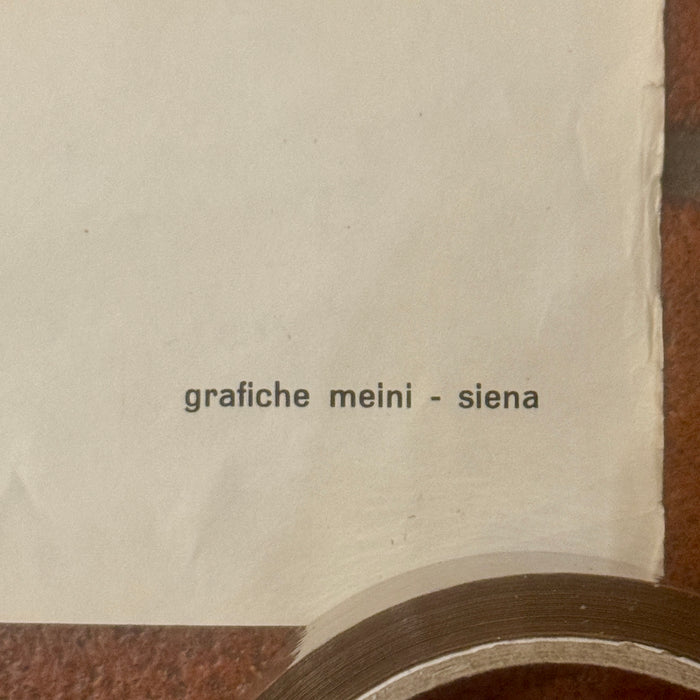 grafiche meini - siena